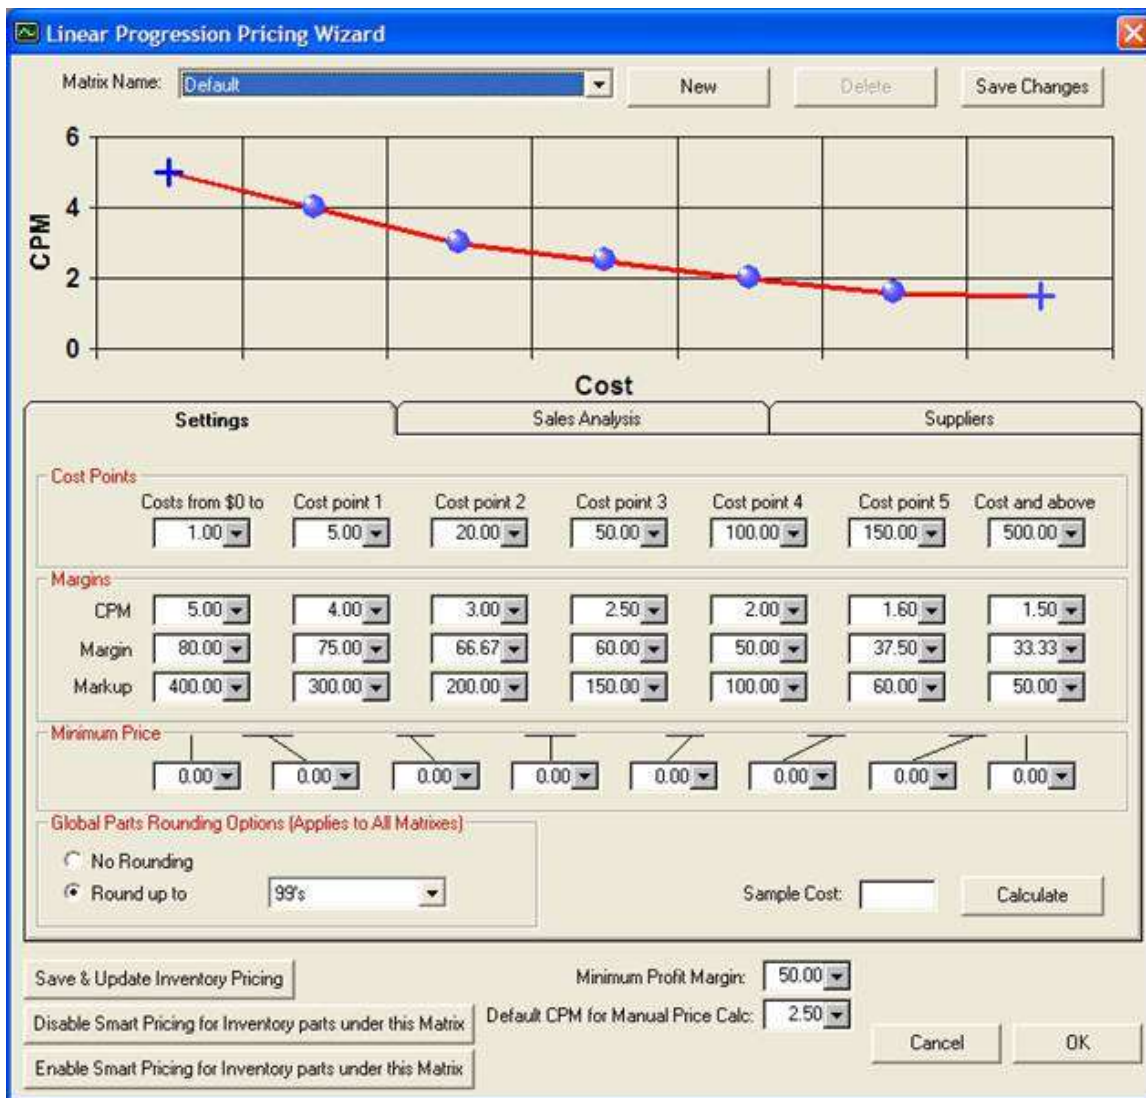 Linear Progression Pricing Wizard
Matrix Name: Default New Delete Save Changes
6
4
2
0
CPM
Cost
Settings Sales Analysis Suppliers
Cost Points
Costs from $0 to Cost point 1 Cost point 2 Cost point 3 Cost point 4 Cost point 5 Cost and above
1.00 5.00 20.00 50.00 100.00 150.00 500.00
Margins
CPM 5.00 4.00 3.00 2.50 2.00 1.60 1.50
Margin 80.00 75.00 66.67 60.00 50.00 37.50 33.33
Markup 400.00 300.00 200.00 150.00 100.00 60.00 50.00
Minimum Price
0.00 0.00 0.00 0.00 0.00 0.00 0.00 0.00
Global Parts Rounding Options (Applies to All Matrixes)
No Rounding
Round up to 99's Sample Cost: Calculate
Save & Update Inventory Pricing Minimum Profit Margin: 50.00
Disable Smart Pricing for Inventory parts under this Matrix Default CPM for Manual Price Calc: 2.50
Enable Smart Pricing for Inventory parts under this Matrix Cancel OK